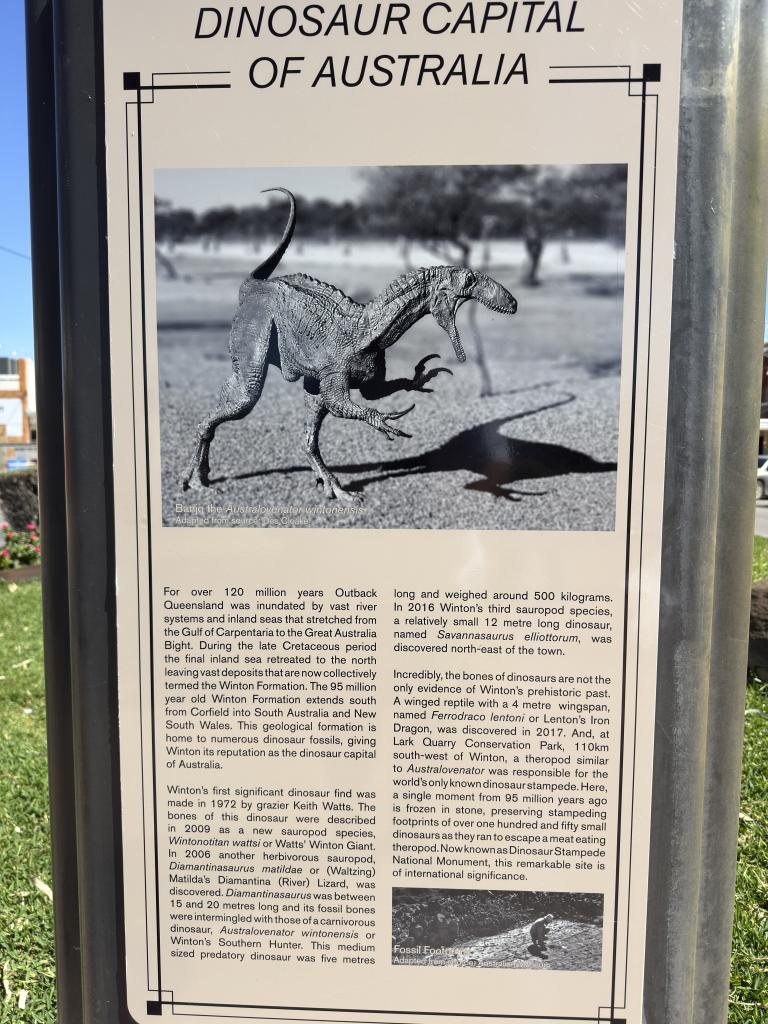 DINOSAUR CAPITAL
OF AUSTRALIA
Banjo the Australovenator wintonensis
Adapted from source: Des Cloake
For over 120 million years Outback
Queensland was inundated by vast river
systems and inland seas that stretched from
the Gulf of Carpentaria to the Great Australia
Bight. During the late Cretaceous period
the final inland sea retreated to the north
leaving vast deposits that are now collectively
termed the Winton Formation. The 95 million
year old Winton Formation extends south
from Corfield into South Australia and New
South Wales. This geological formation is
home to numerous dinosaur fossils, giving
Winton its reputation as the dinosaur capital
of Australia.
Winton's first significant dinosaur find was
made in 1972 by grazier Keith Watts. The
bones of this dinosaur were described
in 2009 as a new sauropod species,
Wintonotitan wattsi or Watts' Winton Giant.
In 2006 another herbivorous sauropod,
Diamantinasaurus matildae or (Waltzing)
Matilda's Diamantina (River) Lizard, was
discovered. Diamantinasaurus was between
15 and 20 metres long and its fossil bones
were intermingled with those of a carnivorous
dinosaur, Australovenator wintonensis or
Winton's Southern Hunter. This medium
sized predatory dinosaur was five metres
long and weighed around 500 kilograms.
In 2016 Winton's third sauropod species,
a relatively small 12 metre long dinosaur,
named Savannasaurus elliottorum, was
discovered north-east of the town.
Incredibly, the bones of dinosaurs are not the
only evidence of Winton's prehistoric past.
A winged reptile with a 4 metre wingspan,
named Ferrodraco lentoni or Lenton's Iron
Dragon, was discovered in 2017. And, at
Lark Quarry Conservation Park, 110km
south-west of Winton, a theropod similar
to Australovenator was responsible for the
world's only known dinosaur stampede. Here,
a single moment from 95 million years ago
is frozen in stone, preserving stampeding
footprints of over one hundred and fifty small
dinosaurs as they ran to escape a meat eating
theropod. Now known as Dinosaur Stampede
National Monument, this remarkable site is
of international significance.
Fossil
Adapted from